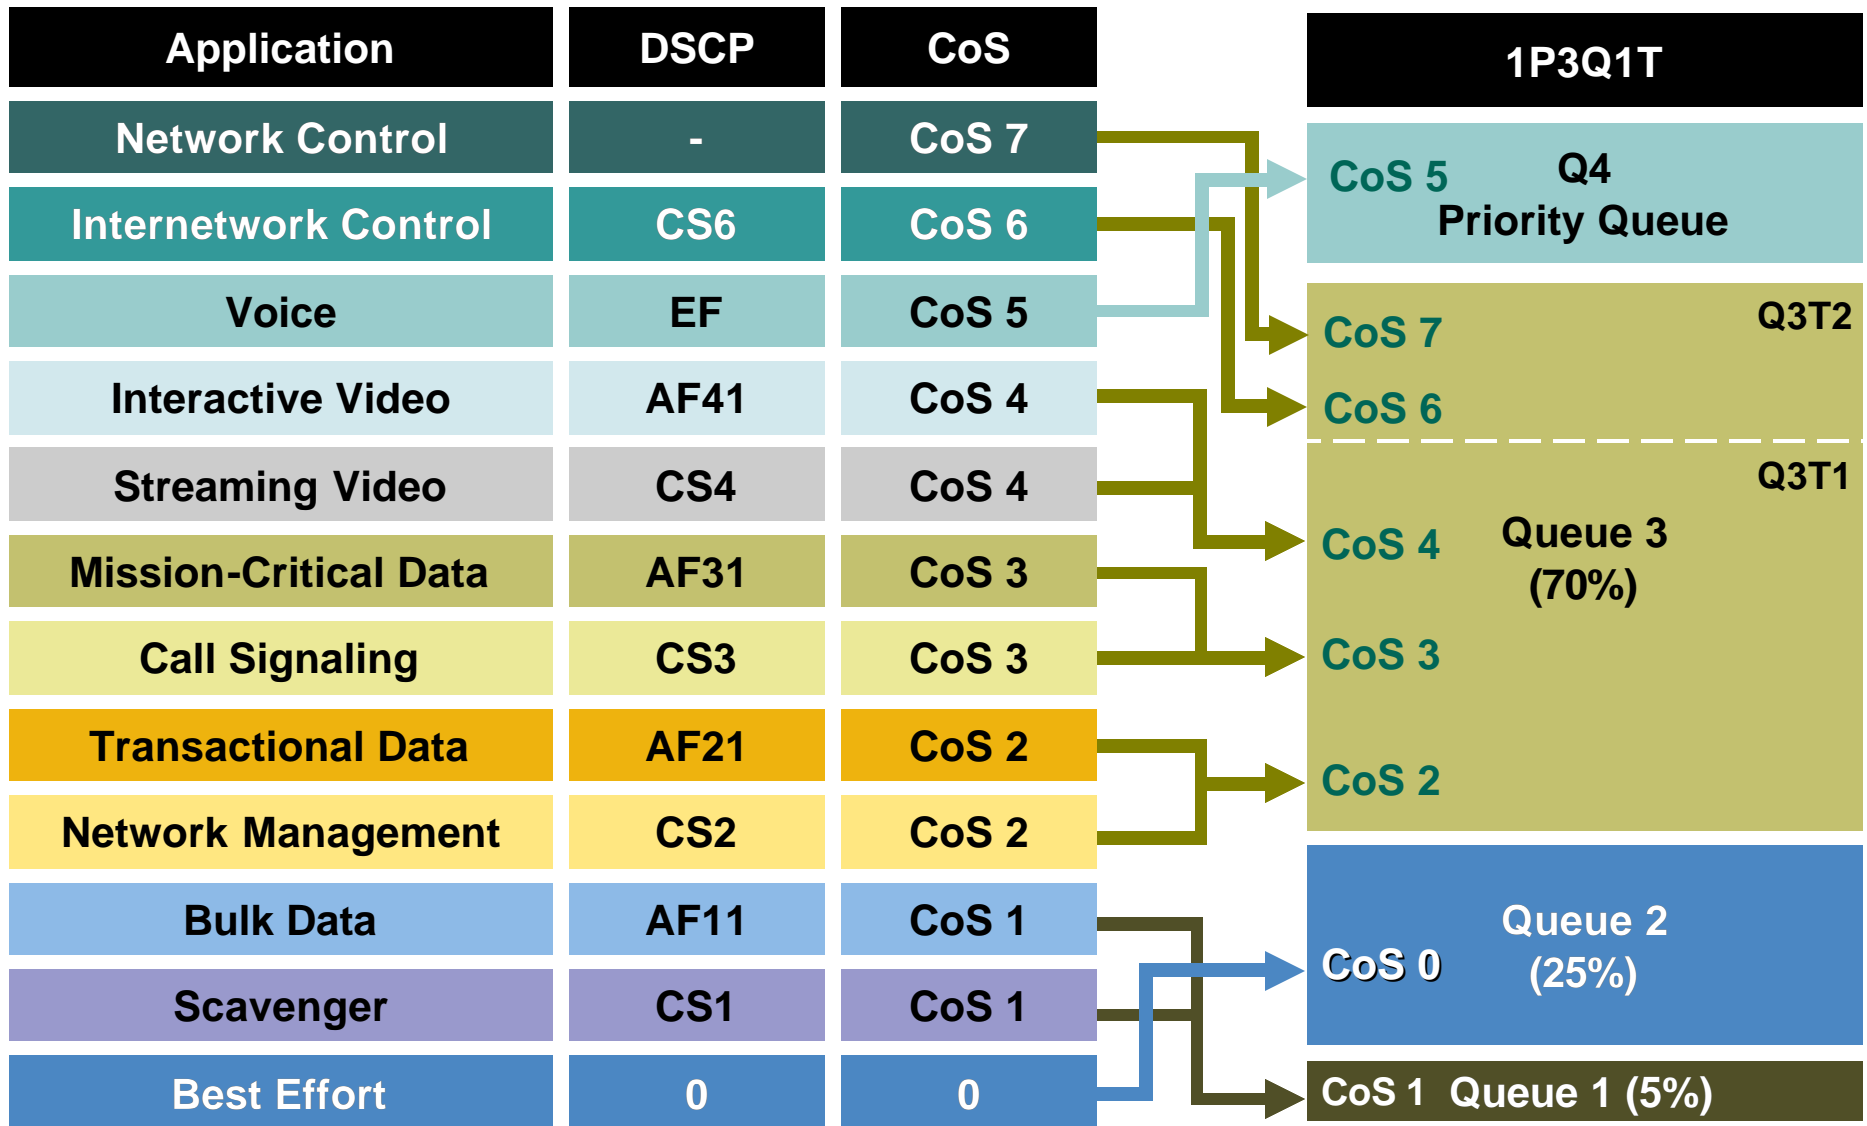 Application DSCP CoS
Network Control - CoS 7
Internetwork Control CS6 CoS 6
Voice EF CoS 5
Interactive Video AF41 CoS 4
Streaming Video CS4 CoS 4
Mission-Critical Data AF31 CoS 3
Call Signaling CS3 CoS 3
Transactional Data AF21 CoS 2
Network Management CS2 CoS 2
Bulk Data AF11 CoS 1
Scavenger CS1 CoS 1
Best Effort 0 0
1P3Q1T
CoS 5 Q4
Priority Queue
Q3T2
CoS 7
CoS 6
Q3T1
Queue 3
CoS 4
(70%)
CoS 3
CoS 2
Queue 2
CoS 0
(25%)
CoS 1 Queue 1 (5%)